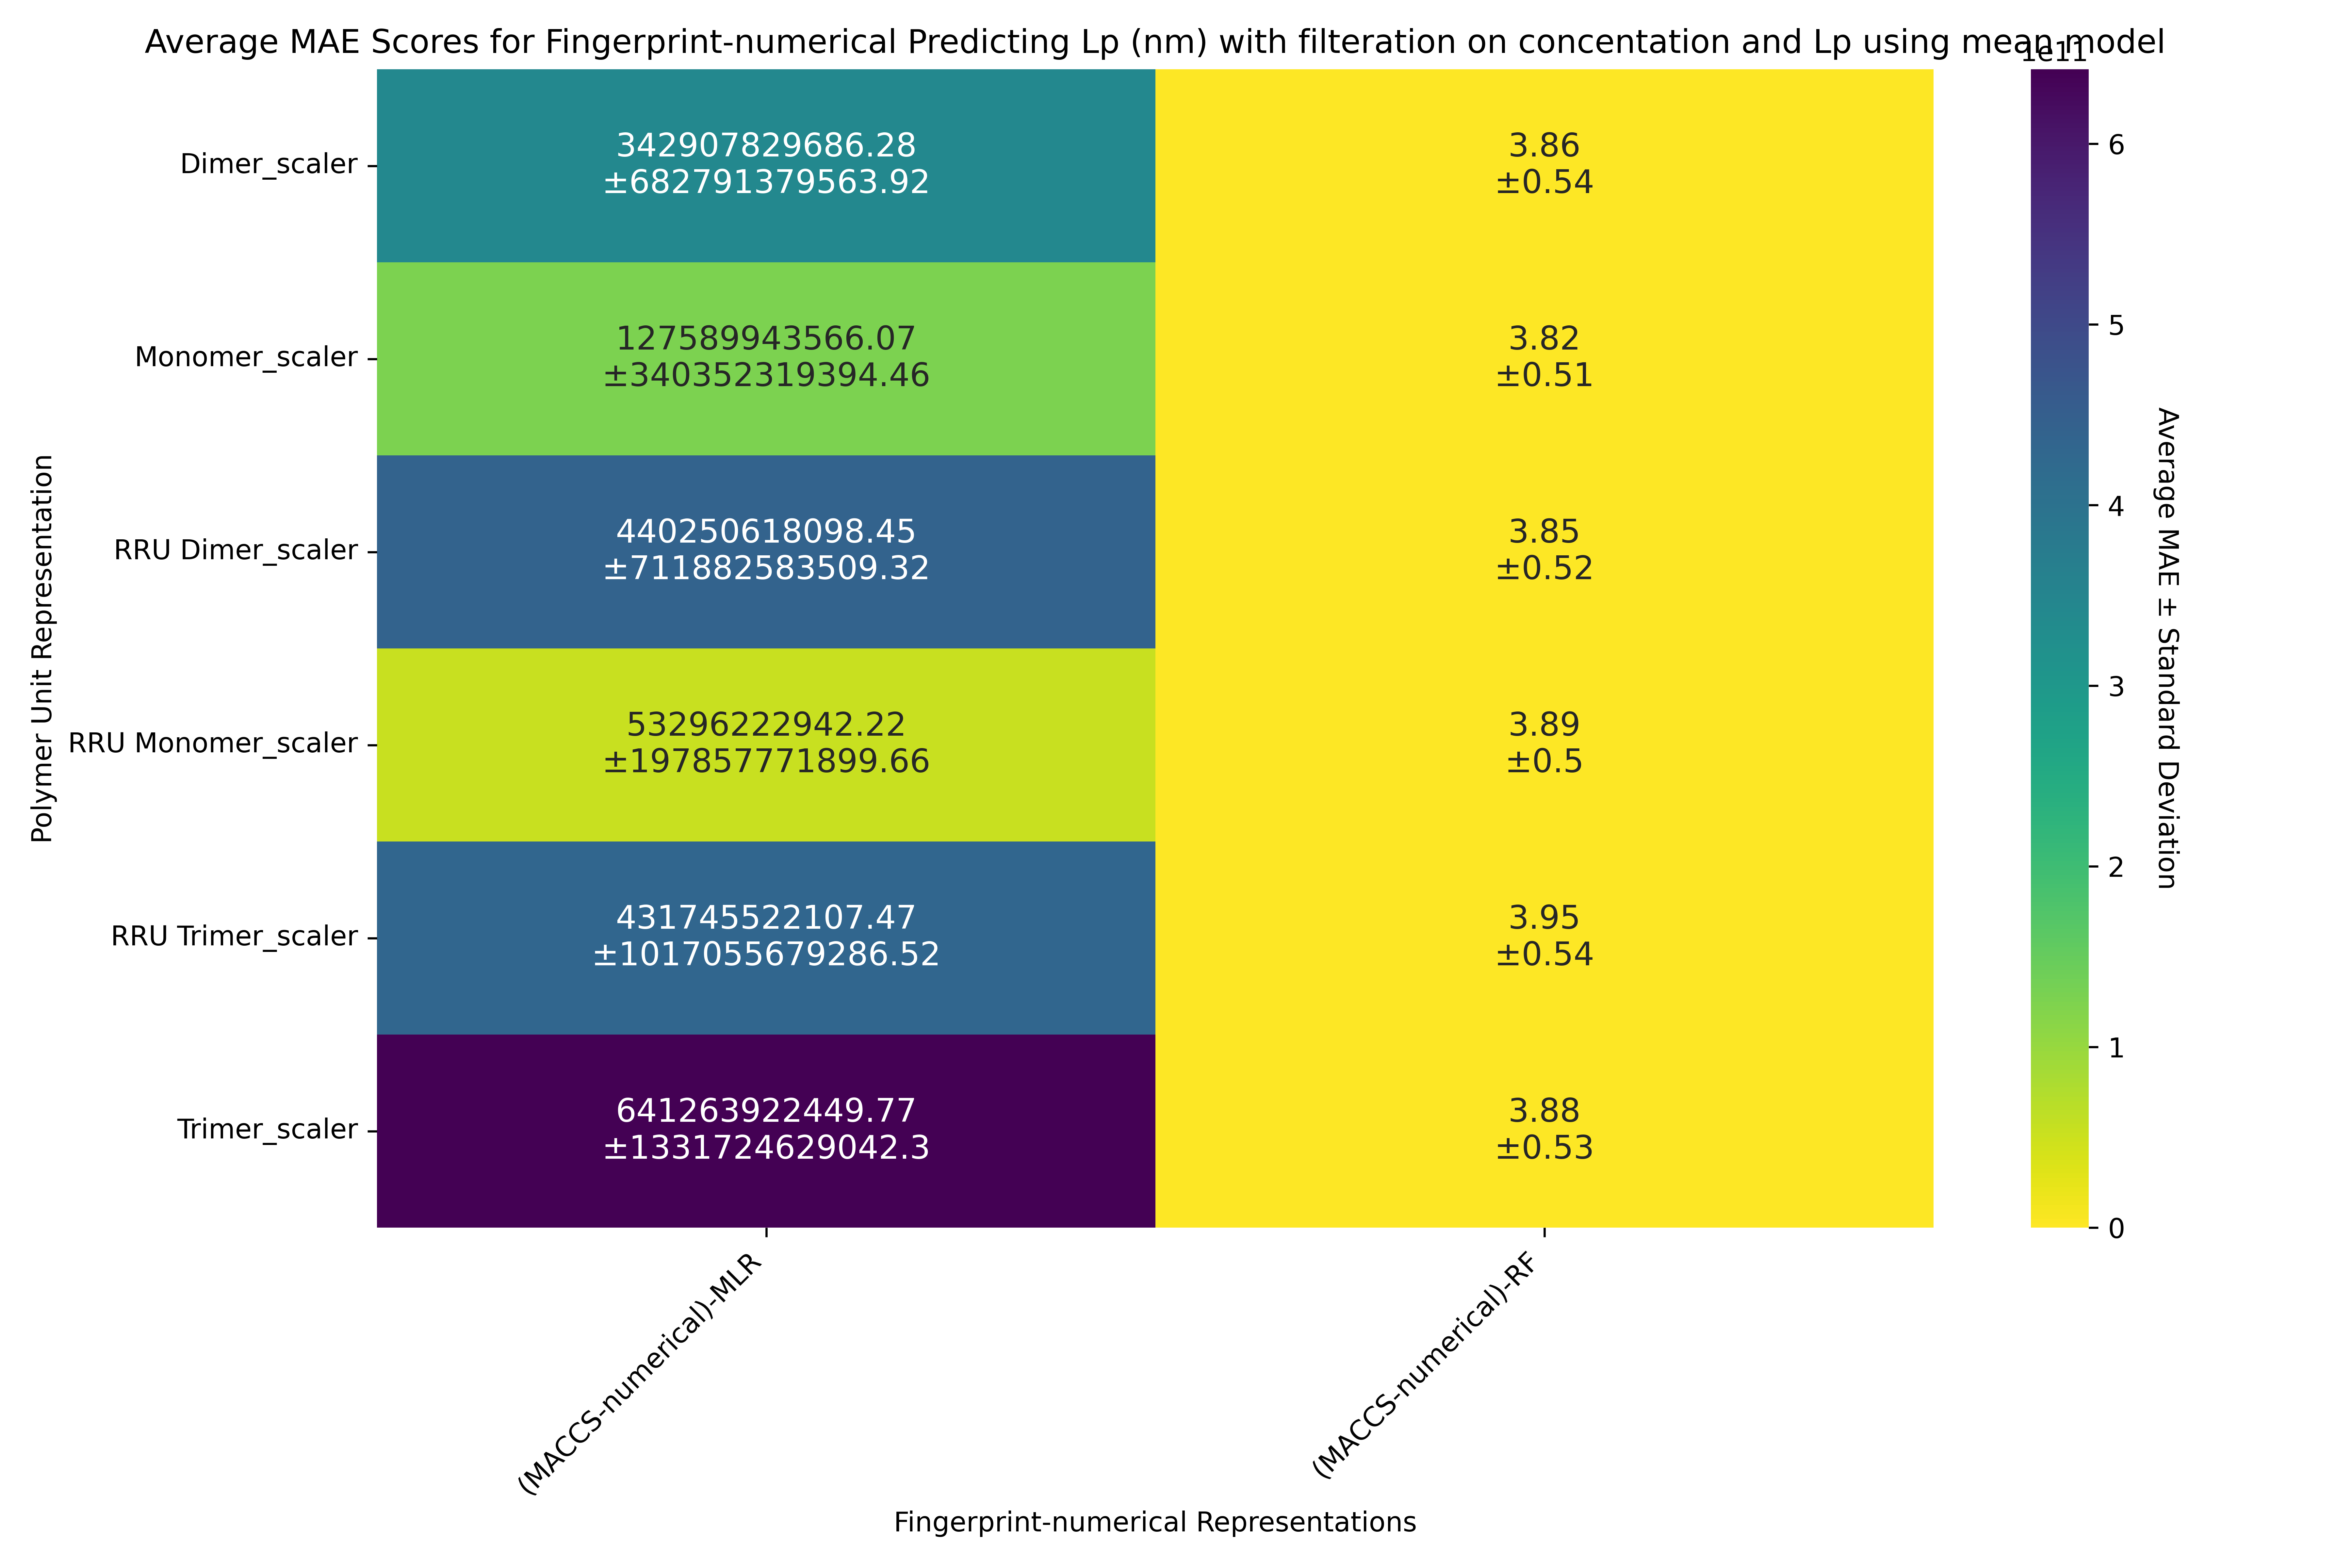 Average MAE Scores for Fingerprint-numerical Predicting Lp (nm) with filteration on concentation and Lp using mean model
1e11
Polymer Unit Representation
Dimer_scaler
342907829686.28
±682791379563.92
3.86
±0.54
Monomer_scaler
127589943566.07
±340352319394.46
3.82
±0.51
RRU Dimer_scaler
440250618098.45
±711882583509.32
3.85
±0.52
RRU Monomer_scaler
53296222942.22
±197857771899.66
3.89
±0.5
RRU Trimer_scaler
431745522107.47
±1017055679286.52
3.95
±0.54
Trimer_scaler
641263922449.77
±1331724629042.3
3.88
±0.53
6
5
4
3
2
1
0
Average MAE ± Standard Deviation
(MACCS-numerical)-MLR
(MACCS-numerical)-RF
Fingerprint-numerical Representations